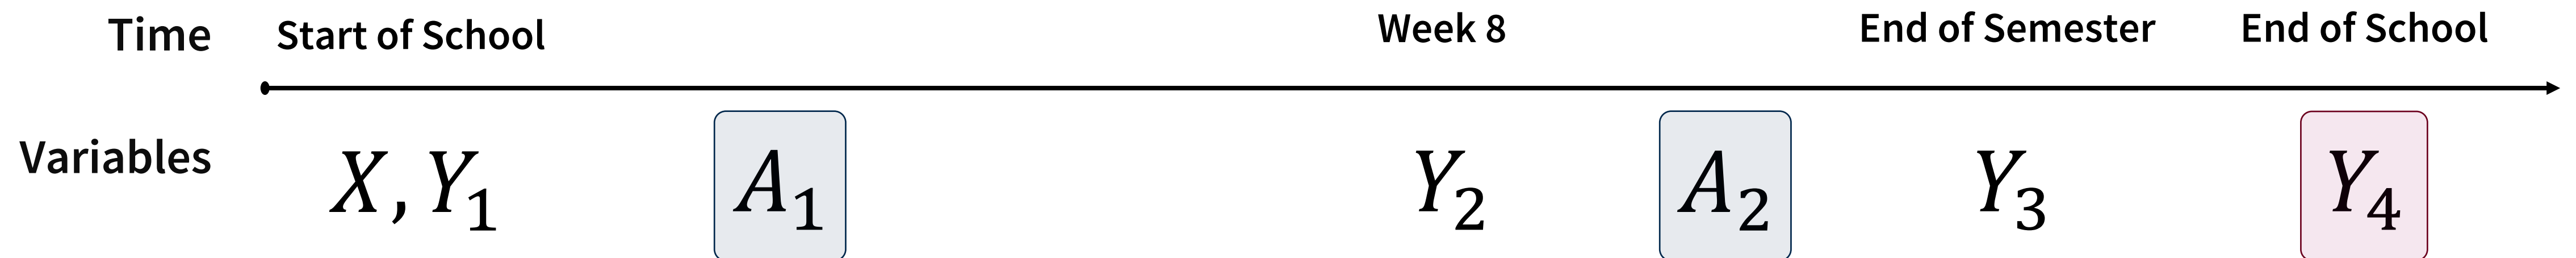 Time Start of School Week 8 End of Semester End of School
Variables X, Y₁ A₁ Y₂ A₂ Y₃ Y₄